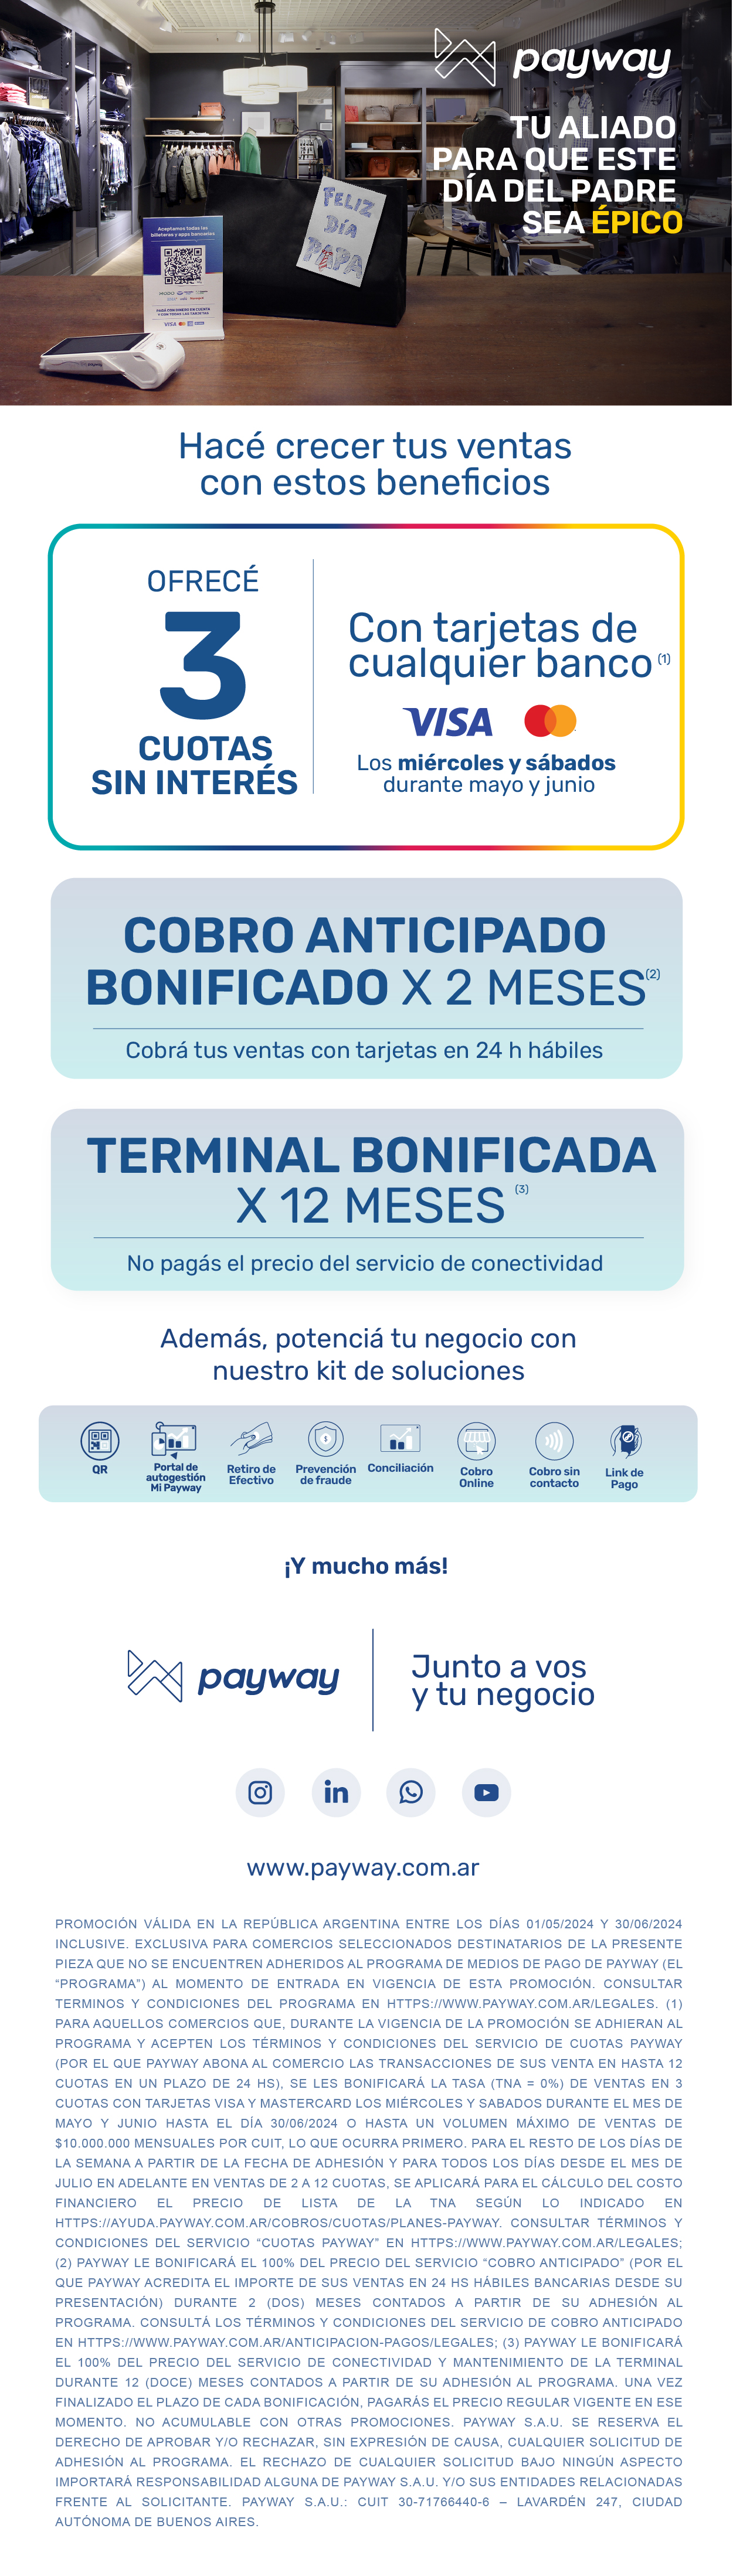 payway
TU ALIADO
PARA QUE ESTE
DÍA DEL PADRE
SEA ÉPICO
FELIZ
DÍA
PAPA
Aceptamos todas las
billeteras y apps bancarias
MODO
VISA
Hacé crecer tus ventas
con estos beneficios
OFRECÉ
3
CUOTAS
SIN INTERÉS
Con tarjetas de
cualquier banco (1)
VISA
Los miércoles y sábados
durante mayo y junio
COBRO ANTICIPADO
BONIFICADO X 2 MESES (2)
Cobrá tus ventas con tarjetas en 24 h hábiles
TERMINAL BONIFICADA
X 12 MESES (3)
No pagás el precio del servicio de conectividad
Además, potenciá tu negocio con
nuestro kit de soluciones
QR
Portal de
autogestión
Mi Payway
Retiro de
Efectivo
Prevención
de fraude
Conciliación
Cobro
Online
Cobro sin
contacto
Link de
Pago
¡Y mucho más!
payway
Junto a vos
y tu negocio
www.payway.com.ar
PROMOCIÓN VÁLIDA EN LA REPÚBLICA ARGENTINA ENTRE LOS DÍAS 01/05/2024 Y 30/06/2024
INCLUSIVE. EXCLUSIVA PARA COMERCIOS SELECCIONADOS DESTINATARIOS DE LA PRESENTE
PIEZA QUE NO SE ENCUENTREN ADHERIDOS AL PROGRAMA DE MEDIOS DE PAGO DE PAYWAY (EL
“PROGRAMA”) AL MOMENTO DE ENTRADA EN VIGENCIA DE ESTA PROMOCIÓN. CONSULTAR
TERMINOS Y CONDICIONES DEL PROGRAMA EN HTTPS://WWW.PAYWAY.COM.AR/LEGALES. (1)
PARA AQUELLOS COMERCIOS QUE, DURANTE LA VIGENCIA DE LA PROMOCIÓN SE ADHIERAN AL
PROGRAMA Y ACEPTEN LOS TÉRMINOS Y CONDICIONES DEL SERVICIO DE CUOTAS PAYWAY
(POR EL QUE PAYWAY ABONA AL COMERCIO LAS TRANSACCIONES DE SUS VENTA EN HASTA 12
CUOTAS EN UN PLAZO DE 24 HS), SE LES BONIFICARÁ LA TASA (TNA = 0%) DE VENTAS EN 3
CUOTAS CON TARJETAS VISA Y MASTERCARD LOS MIÉRCOLES Y SABADOS DURANTE EL MES DE
MAYO Y JUNIO HASTA EL DÍA 30/06/2024 O HASTA UN VOLUMEN MÁXIMO DE VENTAS DE
$10.000.000 MENSUALES POR CUIT, LO QUE OCURRA PRIMERO. PARA EL RESTO DE LOS DÍAS DE
LA SEMANA A PARTIR DE LA FECHA DE ADHESIÓN Y PARA TODOS LOS DÍAS DESDE EL MES DE
JULIO EN ADELANTE EN VENTAS DE 2 A 12 CUOTAS, SE APLICARÁ PARA EL CÁLCULO DEL COSTO
FINANCIERO EL PRECIO DE LISTA DE LA TNA SEGÚN LO INDICADO EN
HTTPS://AYUDA.PAYWAY.COM.AR/COBROS/CUOTAS/PLANES-PAYWAY. CONSULTAR TÉRMINOS Y
CONDICIONES DEL SERVICIO “CUOTAS PAYWAY” EN HTTPS://WWW.PAYWAY.COM.AR/LEGALES;
(2) PAYWAY LE BONIFICARÁ EL 100% DEL PRECIO DEL SERVICIO “COBRO ANTICIPADO” (POR EL
QUE PAYWAY ACREDITA EL IMPORTE DE SUS VENTAS EN 24 HS HÁBILES BANCARIAS DESDE SU
PRESENTACIÓN) DURANTE 2 (DOS) MESES CONTADOS A PARTIR DE SU ADHESIÓN AL
PROGRAMA. CONSULTÁ LOS TÉRMINOS Y CONDICIONES DEL SERVICIO DE COBRO ANTICIPADO
EN HTTPS://WWW.PAYWAY.COM.AR/ANTICIPACION-PAGOS/LEGALES; (3) PAYWAY LE BONIFICARÁ
EL 100% DEL PRECIO DEL SERVICIO DE CONECTIVIDAD Y MANTENIMIENTO DE LA TERMINAL
DURANTE 12 (DOCE) MESES CONTADOS A PARTIR DE SU ADHESIÓN AL PROGRAMA. UNA VEZ
FINALIZADO EL PLAZO DE CADA BONIFICACIÓN, PAGARÁS EL PRECIO REGULAR VIGENTE EN ESE
MOMENTO. NO ACUMULABLE CON OTRAS PROMOCIONES. PAYWAY S.A.U. SE RESERVA EL
DERECHO DE APROBAR Y/O RECHAZAR, SIN EXPRESIÓN DE CAUSA, CUALQUIER SOLICITUD DE
ADHESIÓN AL PROGRAMA. EL RECHAZO DE CUALQUIER SOLICITUD BAJO NINGÚN ASPECTO
IMPORTARÁ RESPONSABILIDAD ALGUNA DE PAYWAY S.A.U. Y/O SUS ENTIDADES RELACIONADAS
FRENTE AL SOLICITANTE. PAYWAY S.A.U.: CUIT 30-71766440-6 – LAVARDÉN 247, CIUDAD
AUTÓNOMA DE BUENOS AIRES.